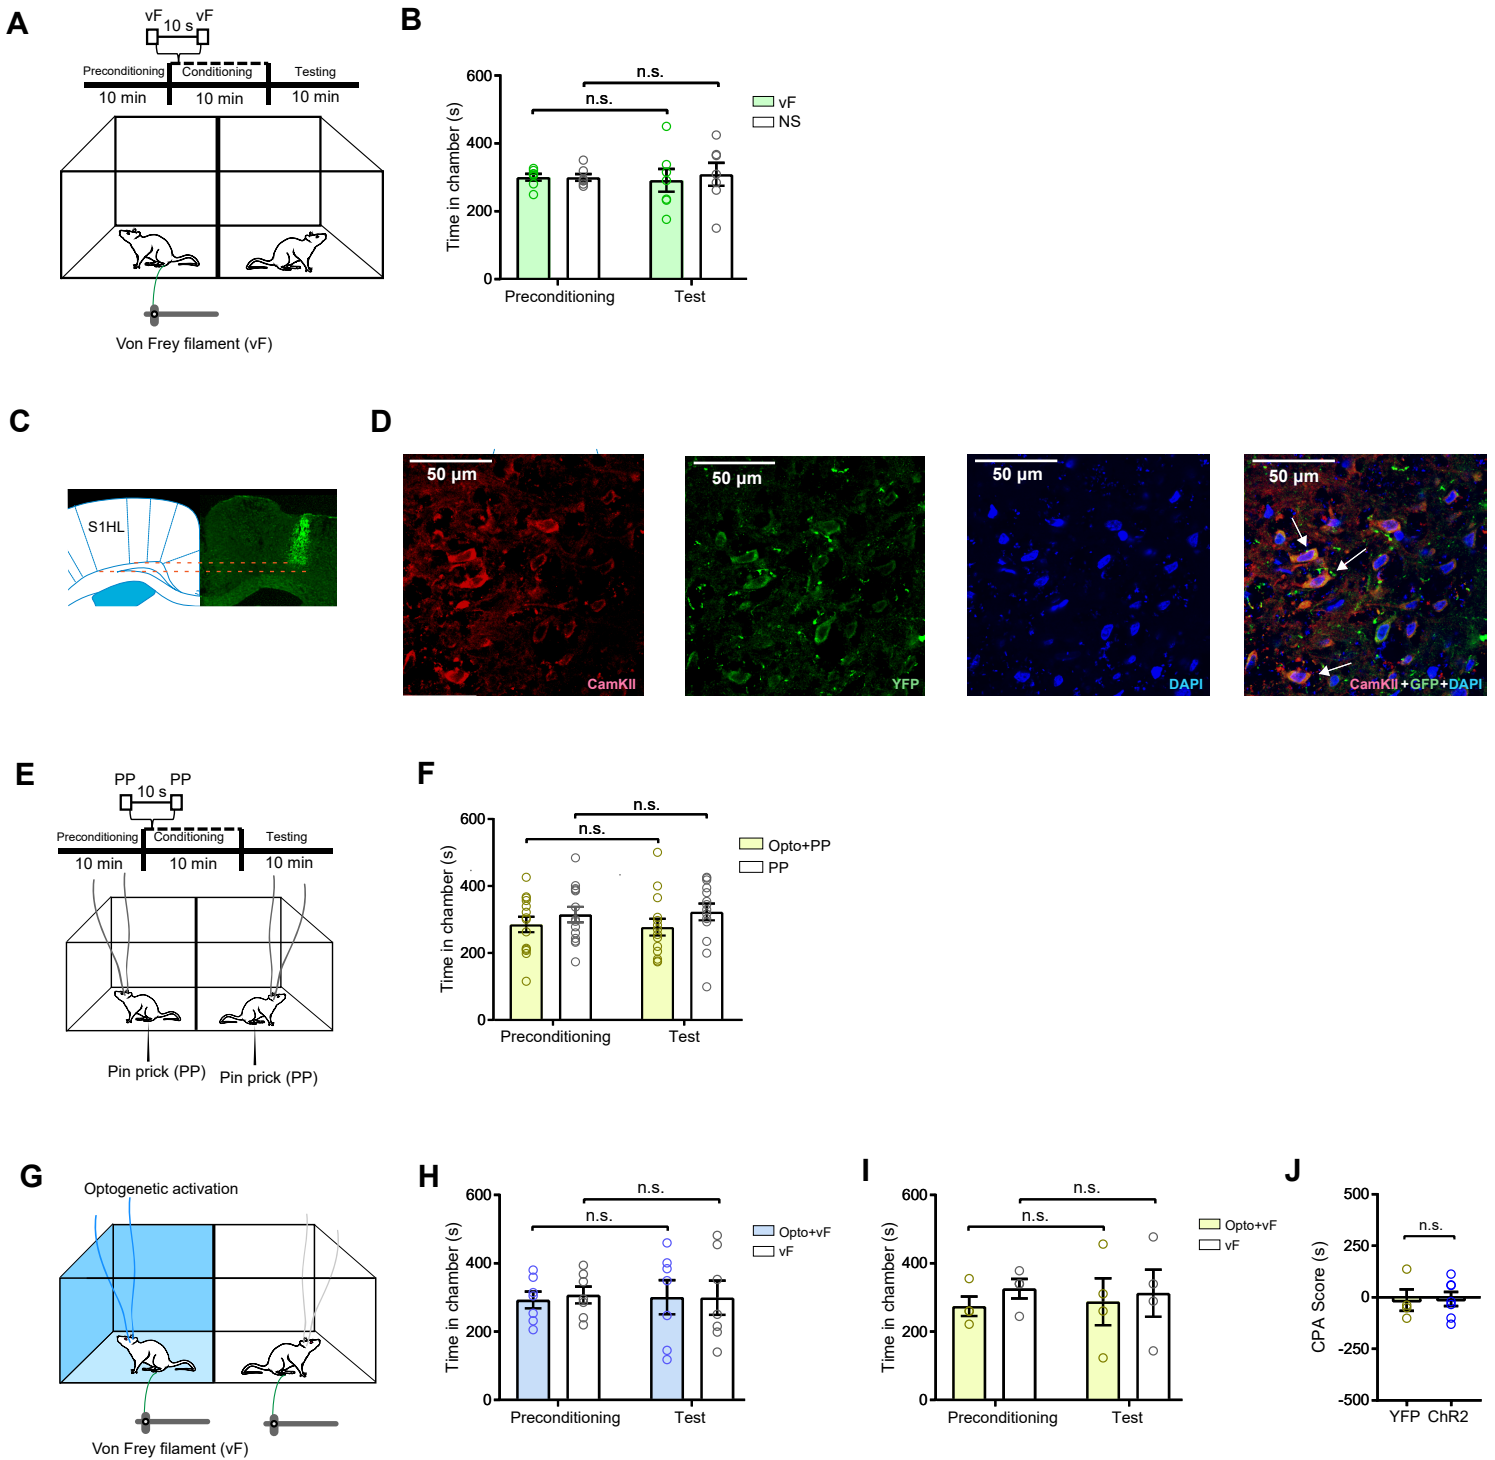 A
vF vF
10 s
Preconditioning Conditioning Testing
10 min 10 min 10 min
Von Frey filament (vF)
B
n.s.
n.s.
vF
NS
Time in chamber (s)
600
400
200
0
Preconditioning Test
C
S1HL
D
50 µm
CamKII
50 µm
YFP
50 µm
DAPI
50 µm
CamKII+GFP+DAPI
E
PP PP
10 s
Preconditioning Conditioning Testing
10 min 10 min 10 min
Pin prick (PP) Pin prick (PP)
F
n.s.
n.s.
Opto+PP
PP
Time in chamber (s)
600
400
200
0
Preconditioning Test
G
Optogenetic activation
Von Frey filament (vF)
H
n.s.
n.s.
Opto+vF
vF
Time in chamber (s)
600
400
200
0
Preconditioning Test
I
n.s.
n.s.
Opto+vF
vF
Time in chamber (s)
600
400
200
0
Preconditioning Test
J
n.s.
CPA Score (s)
500
250
0
-250
-500
YFP ChR2